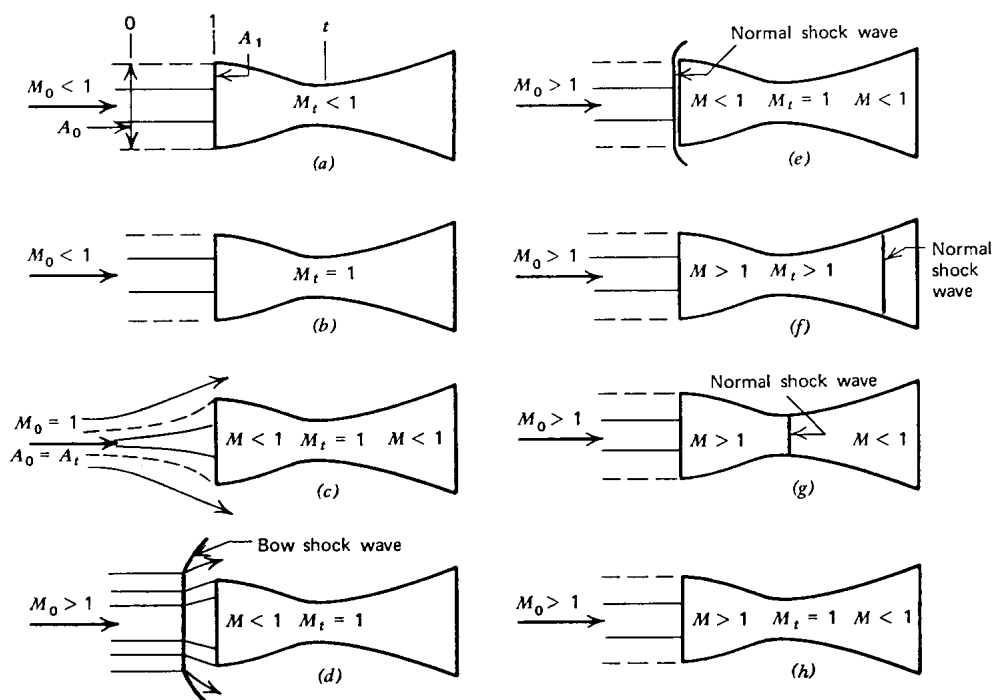 0
1
A₁
t
M₀ < 1
A₀
Mₜ < 1
(a)
M₀ < 1
Mₜ = 1
(b)
M₀ = 1
A₀ = Aₜ
M < 1 Mₜ = 1 M < 1
(c)
Bow shock wave
M₀ > 1
M < 1 Mₜ = 1
(d)
Normal shock wave
M₀ > 1
M < 1 Mₜ = 1 M < 1
(e)
M₀ > 1
M > 1 Mₜ > 1
Normal
shock
wave
(f)
Normal shock wave
M₀ > 1
M > 1 M < 1
(g)
M₀ > 1
M > 1 Mₜ = 1 M < 1
(h)